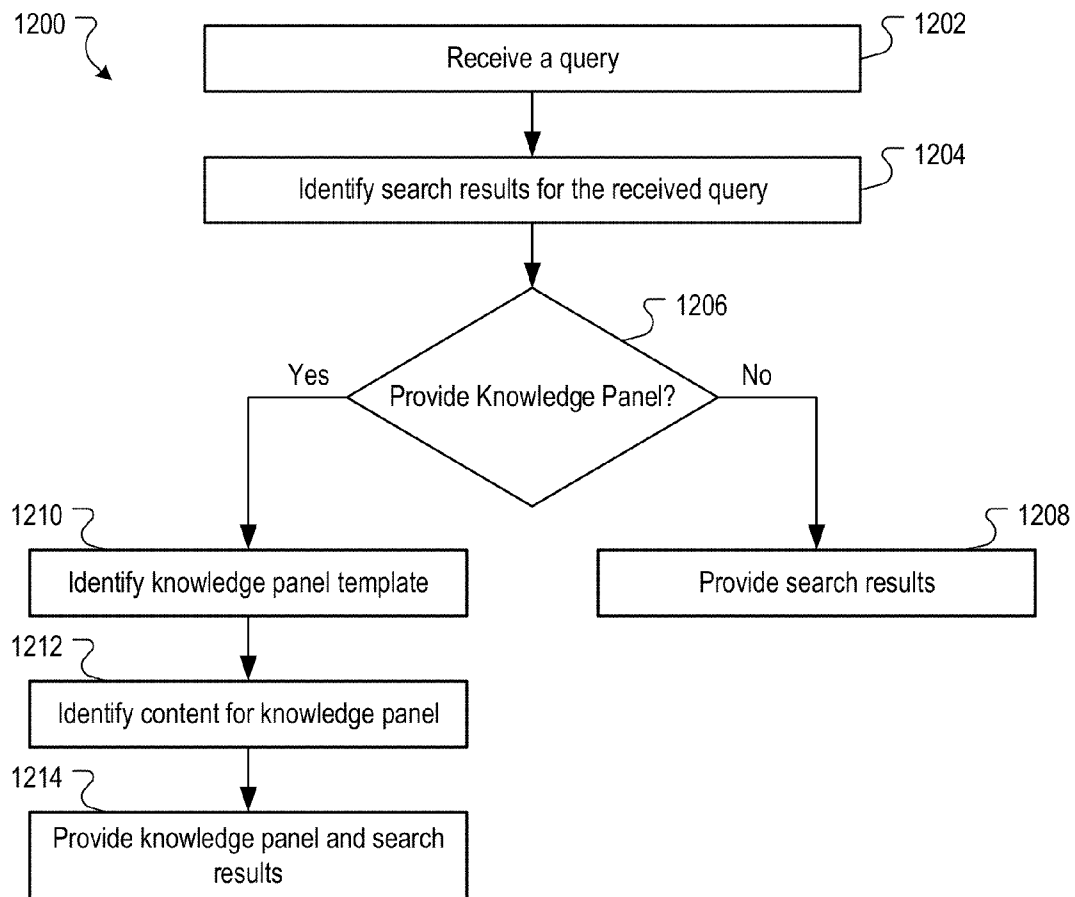 1200
1202
Receive a query
1204
Identify search results for the received query
1206
Yes
Provide Knowledge Panel?
No
1210
1208
Identify knowledge panel template
Provide search results
1212
Identify content for knowledge panel
1214
Provide knowledge panel and search
results